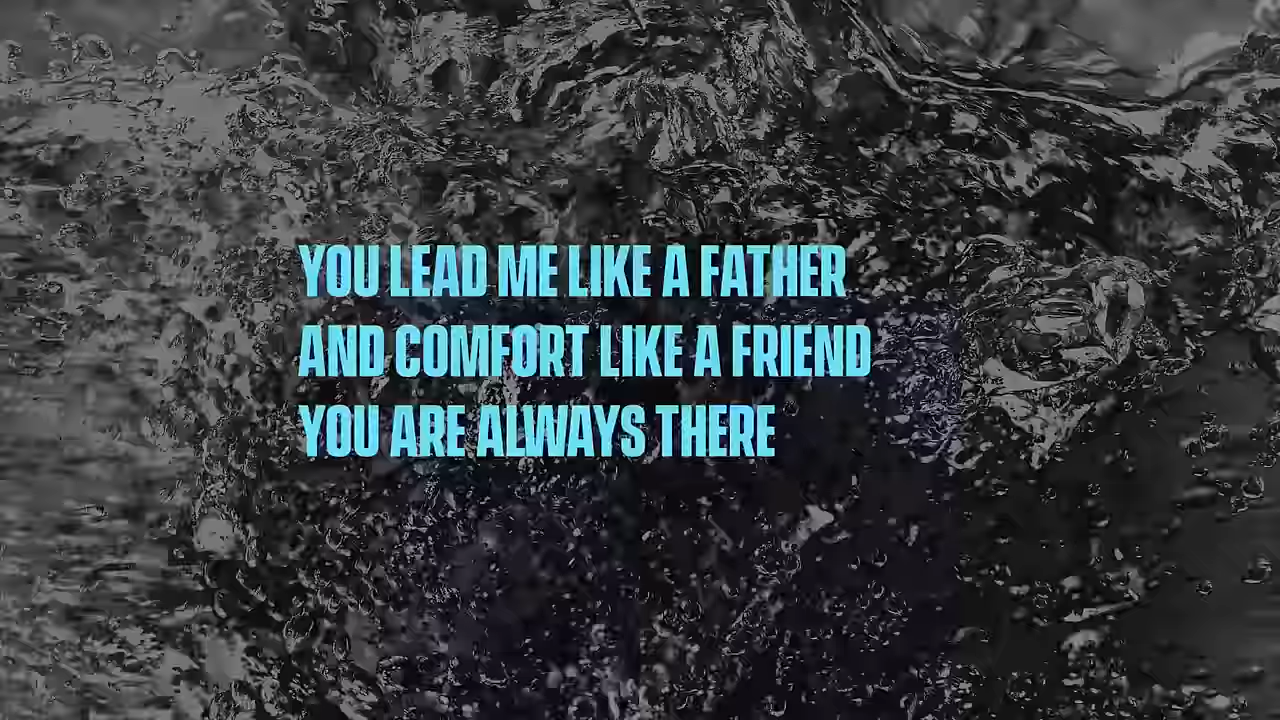 YOU LEAD ME LIKE A FATHER
AND COMFORT LIKE A FRIEND
YOU ARE ALWAYS THERE